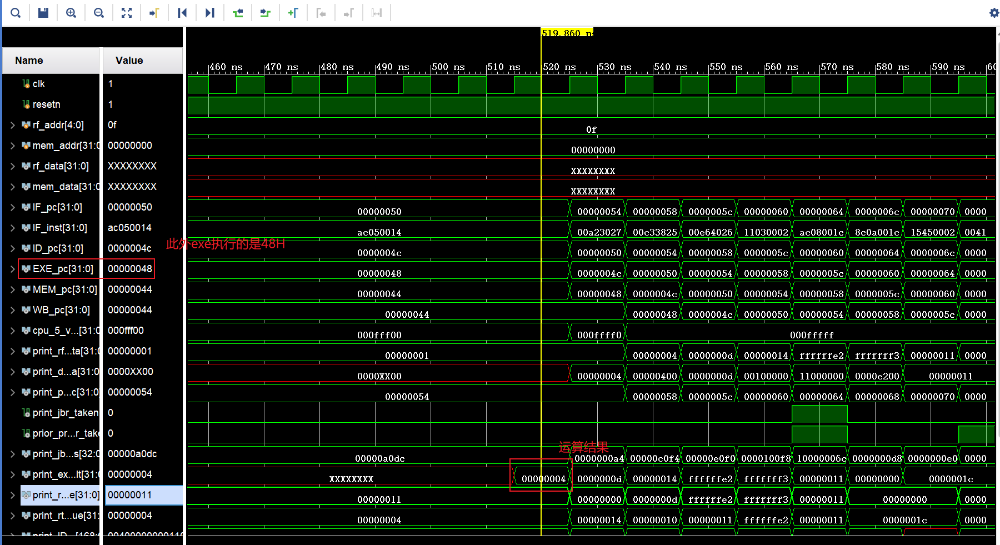 519.860 ns
Name Value
460 ns 470 ns 480 ns 490 ns 500 ns 510 ns 520 ns 530 ns 540 ns 550 ns 560 ns 570 ns 580 ns 590 ns 60
clk 1
resetn 1
rf_addr[4:0] 0f 0f
mem_addr[31:0 00000000 00000000
rf_data[31:0] XXXXXXXX XXXXXXXX
mem_data[31:0 XXXXXXXX XXXXXXXX
IF_pc[31:0] 00000050 00000050 00000054 00000058 0000005c 00000060 00000064 0000006c 00000070 0000
IF_inst[31:0] ac050014 ac050014 00a23027 00c33825 00e64026 11030002 ac08001c 8c0a001c 15450002 0041
此外exe执行的是48H
ID_pc[31:0] 0000004c 0000004c 00000050 00000054 00000058 0000005c 00000060 00000064 0000006c 0000
EXE_pc[31:0] 00000048 00000048 0000004c 00000050 00000054 00000058 0000005c 00000060 00000064 0000
MEM_pc[31:0] 00000044 00000044 00000048 0000004c 00000050 00000054 00000058 0000005c 00000060 0000
WB_pc[31:0] 00000044 00000044 00000048 0000004c 00000050 00000054 00000058 0000005c 0000
cpu_5_v...[31:0 000fff00 000fff00 000ffff0 000fffff
print_rf...ta[31:0 00000001 00000001 00000004 0000000d 00000014 ffffffe2 fffffff3 00000011 0000
print_d...a[31:0 0000XX00 0000XX00 00000004 00000400 0000000d 00100000 11000000 0000e200 00000011
print_p...c[31:0] 00000054 00000054 00000058 0000005c 00000060 00000064 00000068 00000070 0000
print_jbr_taken 0
prior_pr...r_take 0
运算结果
print_jb...s[32:0 00000a0dc 00000a0dc 0000000a4 00000c0f4 00000e0f0 0000100f8 10000006c 0000000d8 0000000e0 0000
print_ex...lt[31:0 00000004 XXXXXXXX 00000004 0000000d 00000014 ffffffe2 fffffff3 00000011 00000000 0000001c
print_r...e[31:0] 00000011 00000011 00000000 0000000d ffffffe2 fffffff3 00000011 00000000 0000
print_rt...ue[31: 00000004 00000004 00000014 00000010 00000011 ffffffe2 00000011 0000001c 0000